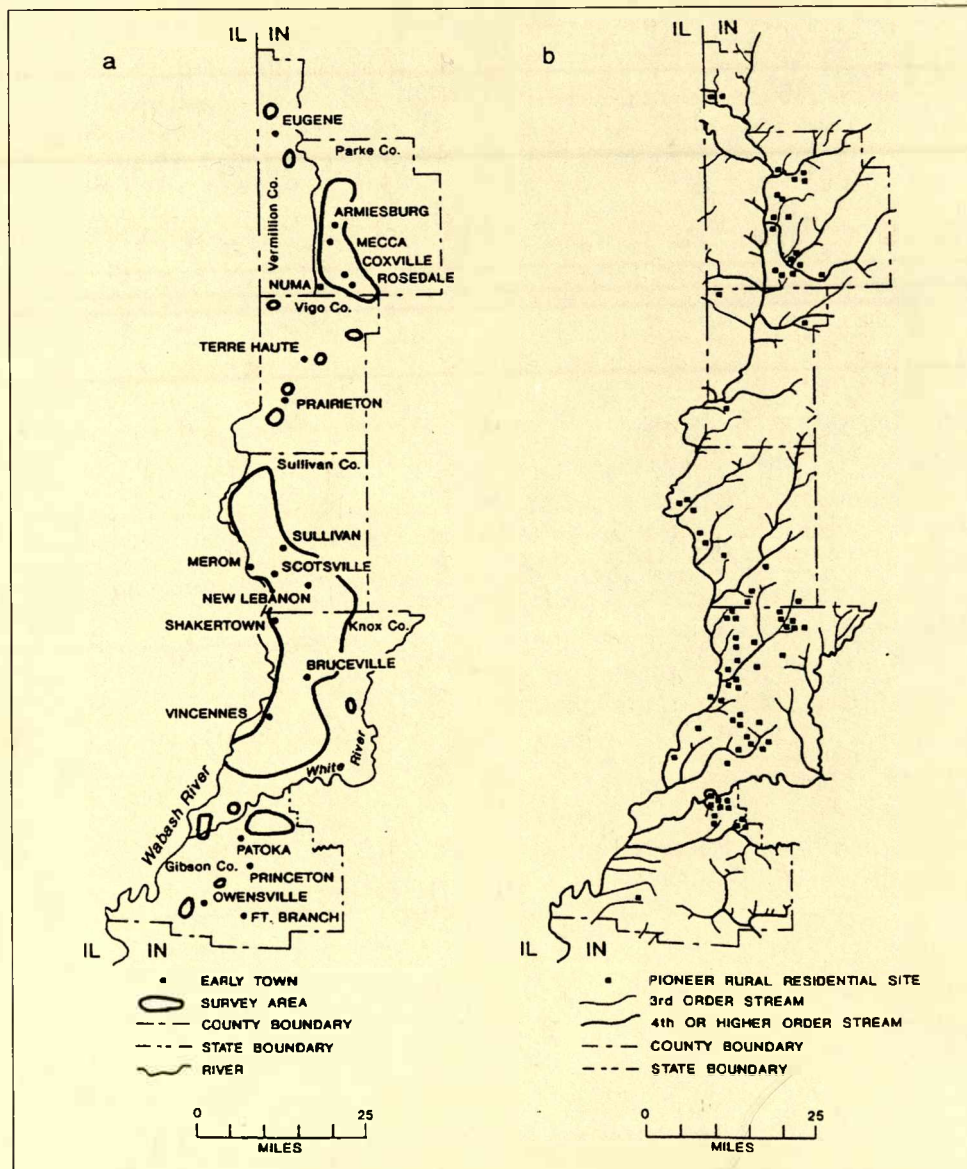 a
IL IN
EUGENE
Parke Co.
Vermillion Co.
ARMIESBURG
MECCA
COXVILLE
ROSEDALE
NUMA
Vigo Co.
TERRE HAUTE
PRAIRIETON
Sullivan Co.
SULLIVAN
MEROM
SCOTSVILLE
NEW LEBANON
SHAKERTOWN
Knox Co.
BRUCEVILLE
VINCENNES
White River
Wabash River
PATOKA
Gibson Co.
PRINCETON
OWENSVILLE
FT. BRANCH
IL IN
EARLY TOWN
SURVEY AREA
COUNTY BOUNDARY
STATE BOUNDARY
RIVER
0 25
MILES
b
IL IN
IL IN
PIONEER RURAL RESIDENTIAL SITE
3rd ORDER STREAM
4th OR HIGHER ORDER STREAM
COUNTY BOUNDARY
STATE BOUNDARY
0 25
MILES